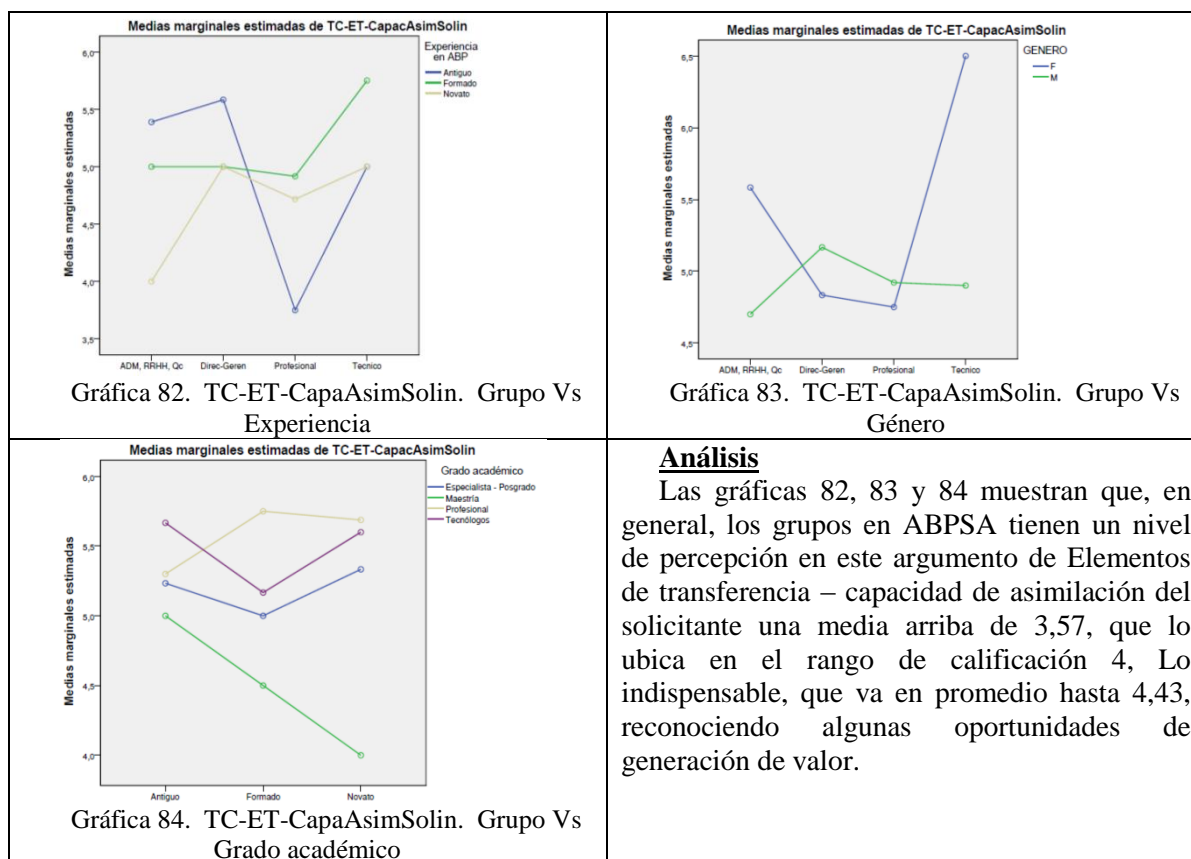 Medias marginales estimadas de TC-ET-CapacAsimSolin
Experiencia
en ABP
Antiguo
Formado
Novato
6,0
5,5
5,0
4,5
4,0
3,5
Medias marginales estimadas
ADM, RRHH, Qc Direc-Geren Profesional Tecnico
Gráfica 82. TC-ET-CapaAsimSolin. Grupo Vs
Experiencia
Medias marginales estimadas de TC-ET-CapacAsimSolin
GENERO
F
M
6,5
6,0
5,5
5,0
4,5
Medias marginales estimadas
ADM, RRHH, Qc Direc-Geren Profesional Tecnico
Gráfica 83. TC-ET-CapaAsimSolin. Grupo Vs
Género
Medias marginales estimadas de TC-ET-CapacAsimSolin
Grado académico
Especialista - Posgrado
Maestría
Profesional
Tecnólogos
6,0
5,5
5,0
4,5
4,0
Medias marginales estimadas
Antiguo Formado Novato
Gráfica 84. TC-ET-CapaAsimSolin. Grupo Vs
Grado académico
Análisis
Las gráficas 82, 83 y 84 muestran que, en
general, los grupos en ABPSA tienen un nivel
de percepción en este argumento de Elementos
de transferencia – capacidad de asimilación del
solicitante una media arriba de 3,57, que lo
ubica en el rango de calificación 4, Lo
indispensable, que va en promedio hasta 4,43,
reconociendo algunas oportunidades de
generación de valor.